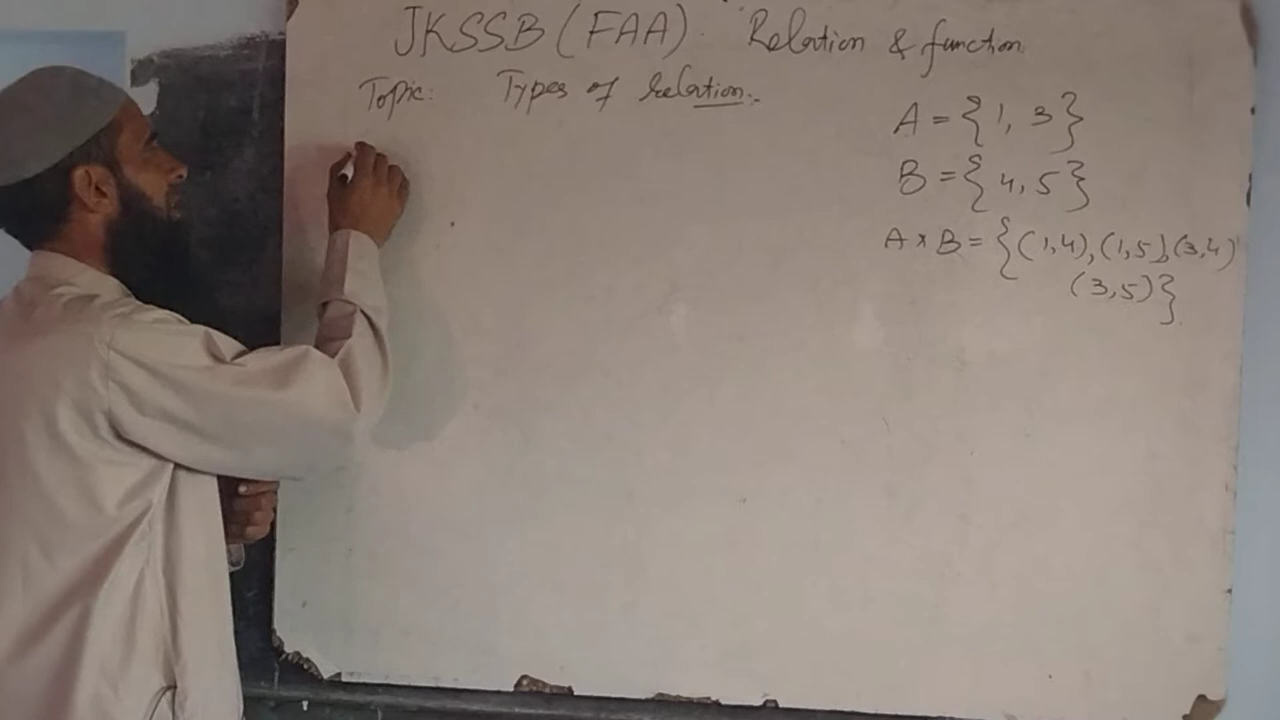 JKSSB (FAA). Relation & function
Topic: Types of Relation:-
A = {1, 3}
B = {4, 5}
A × B = {(1,4), (1,5), (3,4)
(3,5)}